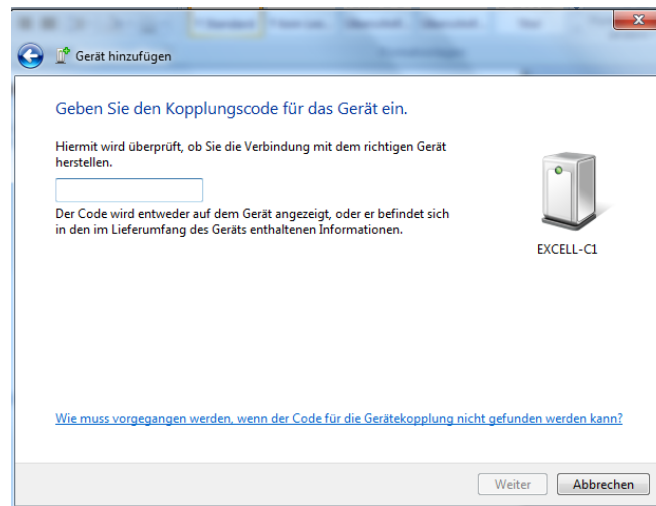 Gerät hinzufügen
Geben Sie den Kopplungscode für das Gerät ein.
Hiermit wird überprüft, ob Sie die Verbindung mit dem richtigen Gerät
herstellen.
Der Code wird entweder auf dem Gerät angezeigt, oder er befindet sich
in den im Lieferumfang des Geräts enthaltenen Informationen.
EXCELL-C1
Wie muss vorgegangen werden, wenn der Code für die Gerätekopplung nicht gefunden werden kann?
Weiter
Abbrechen